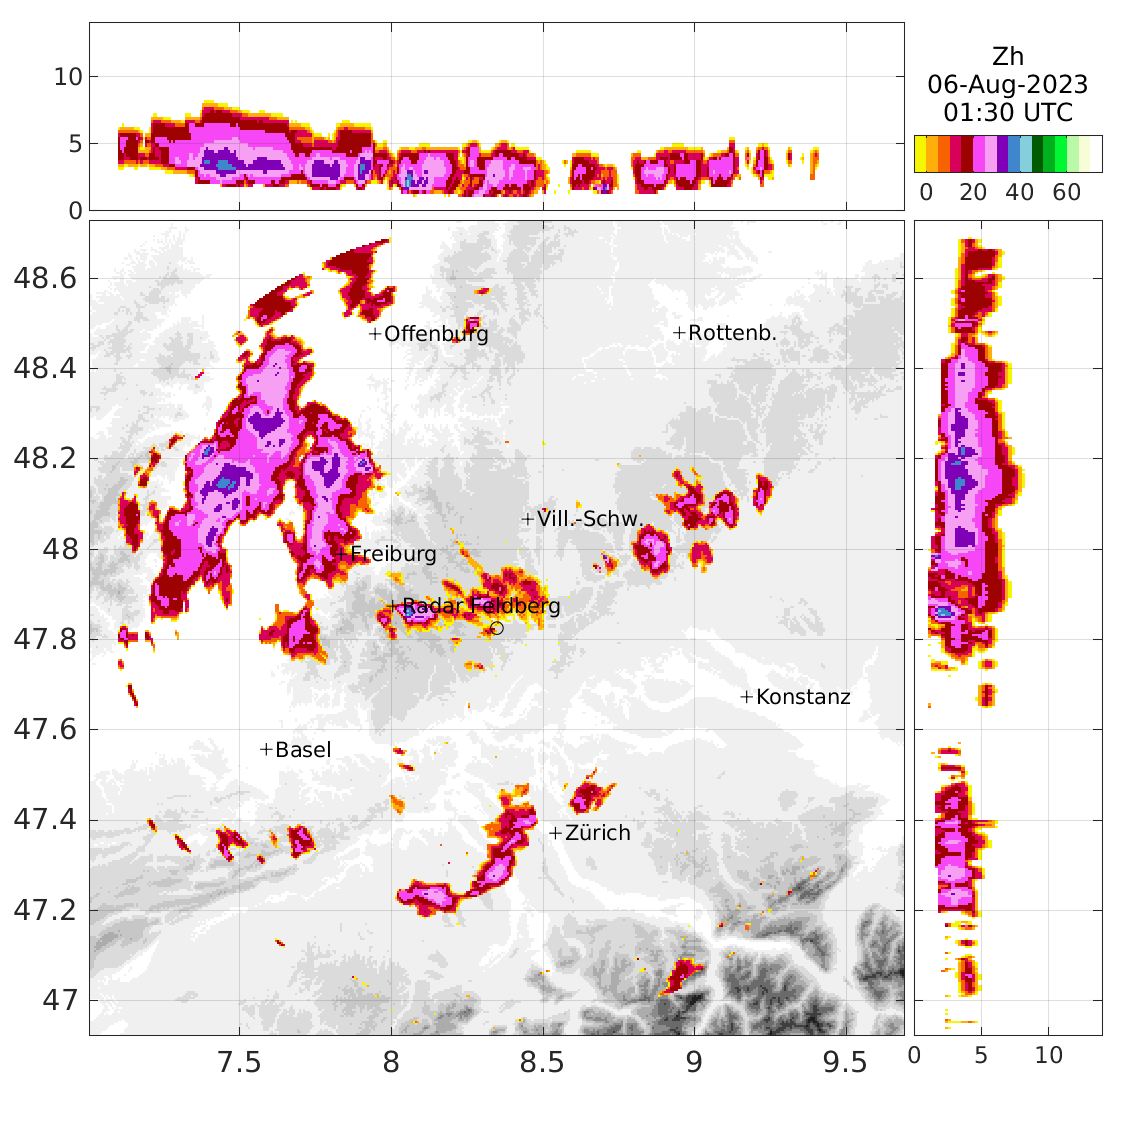 10
5
0
Zh
06-Aug-2023
01:30 UTC
0 20 40 60
48.6
48.4
48.2
48
47.8
47.6
47.4
47.2
47
Offenburg
Rottenb.
Vill.-Schw.
Freiburg
Radar Feldberg
Konstanz
Basel
Zürich
7.5 8 8.5 9 9.5
0 5 10